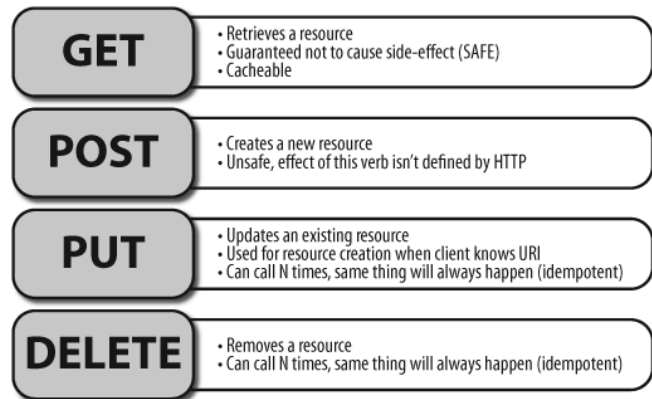 GET
• Retrieves a resource
• Guaranteed not to cause side-effect (SAFE)
• Cacheable
POST
• Creates a new resource
• Unsafe, effect of this verb isn't defined by HTTP
PUT
• Updates an existing resource
• Used for resource creation when client knows URI
• Can call N times, same thing will always happen (idempotent)
DELETE
• Removes a resource
• Can call N times, same thing will always happen (idempotent)